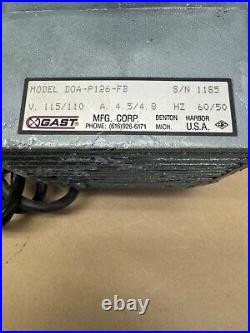 MODEL DOA-P126-FB S/N 1185
V. 115/110 A. 4.5/4.8 HZ 60/50
GAST® MFG. CORP. BENTON HARBOR
PHONE: (616)926-6171 MICH. U.S.A.